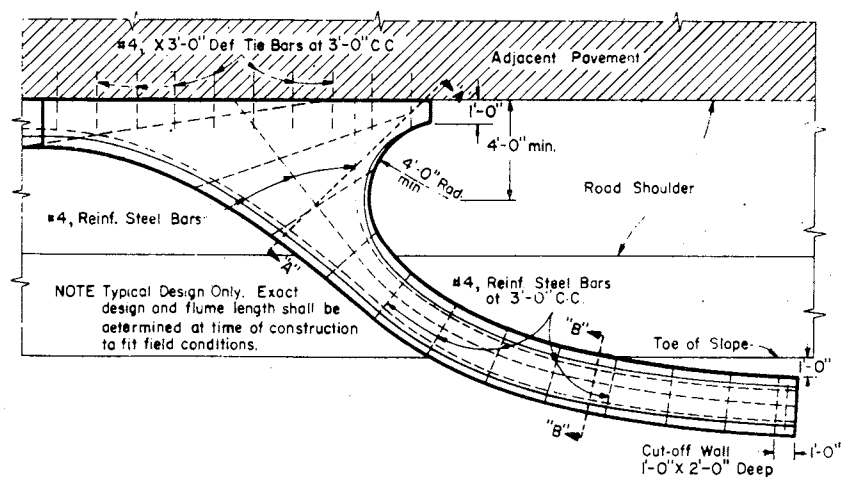 #4, X 3'-0" Def Tie Bars at 3'-0" C C
Adjacent Pavement
1'-0"
4'-0" min.
4'-0" Rad.
min
Road Shoulder
#4, Reinf. Steel Bars
"A"
#4, Reinf. Steel Bars
at 3'-0" C.C.
NOTE Typical Design Only. Exact
design and flume length shall be
determined at time of construction
to fit field conditions.
"B"
Toe of Slope
1'-0"
"B"
Cut-off Wall
1'-0" X 2'-0" Deep
1'-0"